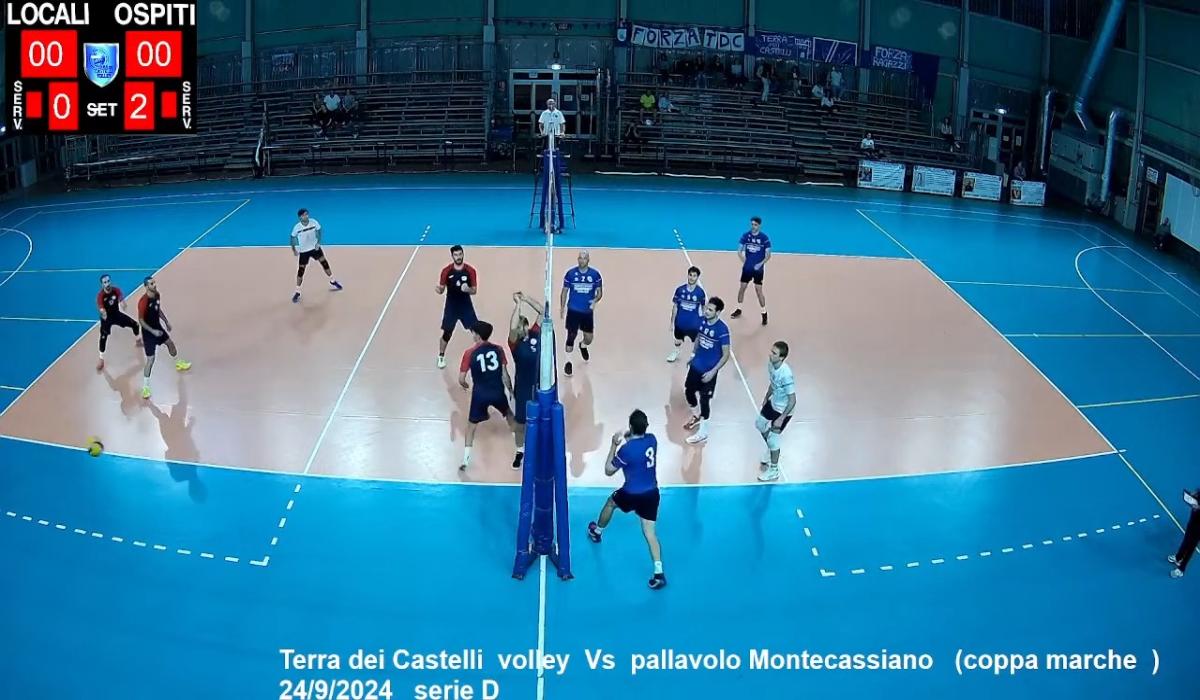 LOCALI OSPITI
00 00
SERV. 0 SET 2 SERV.
FORZA TDC
TERRA
CASTELLI
FORZA
RAGAZZI
2
13
3
Terra dei Castelli volley Vs pallavolo Montecassiano (coppa marche )
24/9/2024 serie D